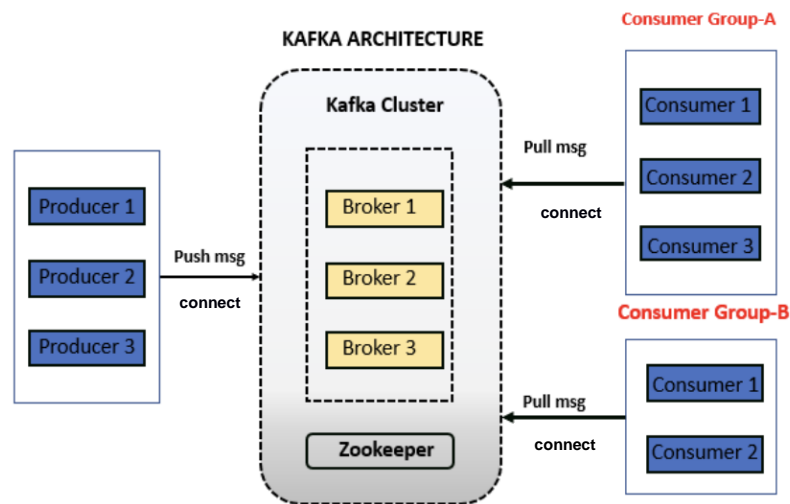 KAFKA ARCHITECTURE
Kafka Cluster
Producer 1
Producer 2
Producer 3
Push msg
connect
Broker 1
Broker 2
Broker 3
Zookeeper
Consumer Group-A
Consumer 1
Consumer 2
Consumer 3
Pull msg
connect
Consumer Group-B
Consumer 1
Consumer 2
Pull msg
connect